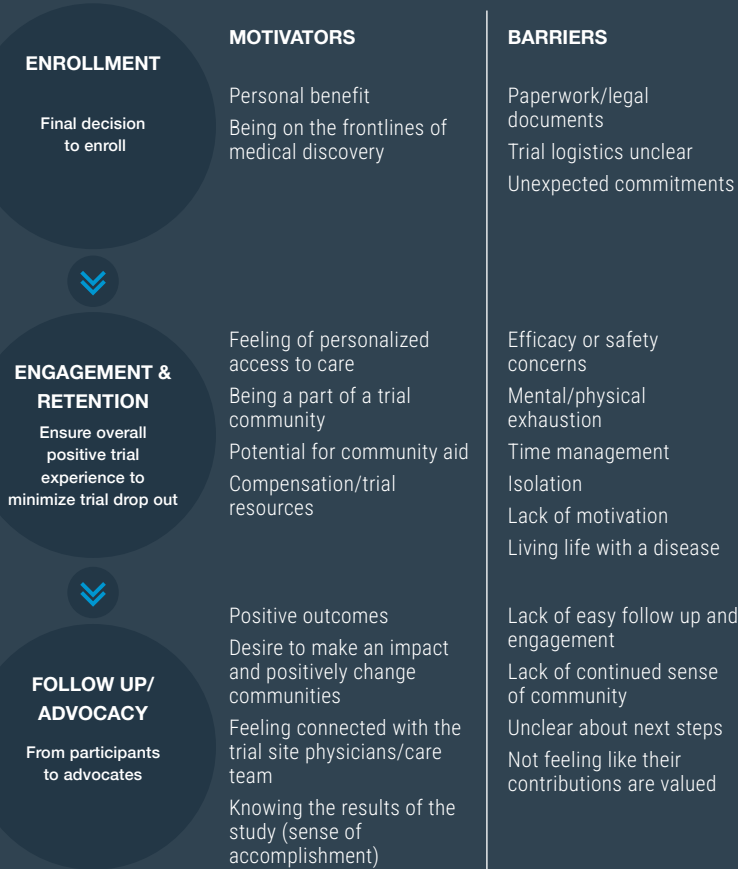 MOTIVATORS
BARRIERS
ENROLLMENT
Final decision
to enroll
Personal benefit
Being on the frontlines of
medical discovery
Paperwork/legal
documents
Trial logistics unclear
Unexpected commitments
ENGAGEMENT &
RETENTION
Ensure overall
positive trial
experience to
minimize trial drop out
Feeling of personalized
access to care
Being a part of a trial
community
Potential for community aid
Compensation/trial
resources
Efficacy or safety
concerns
Mental/physical
exhaustion
Time management
Isolation
Lack of motivation
Living life with a disease
FOLLOW UP/
ADVOCACY
From participants
to advocates
Positive outcomes
Desire to make an impact
and positively change
communities
Feeling connected with the
trial site physicians/care
team
Knowing the results of the
study (sense of
accomplishment)
Lack of easy follow up and
engagement
Lack of continued sense
of community
Unclear about next steps
Not feeling like their
contributions are valued